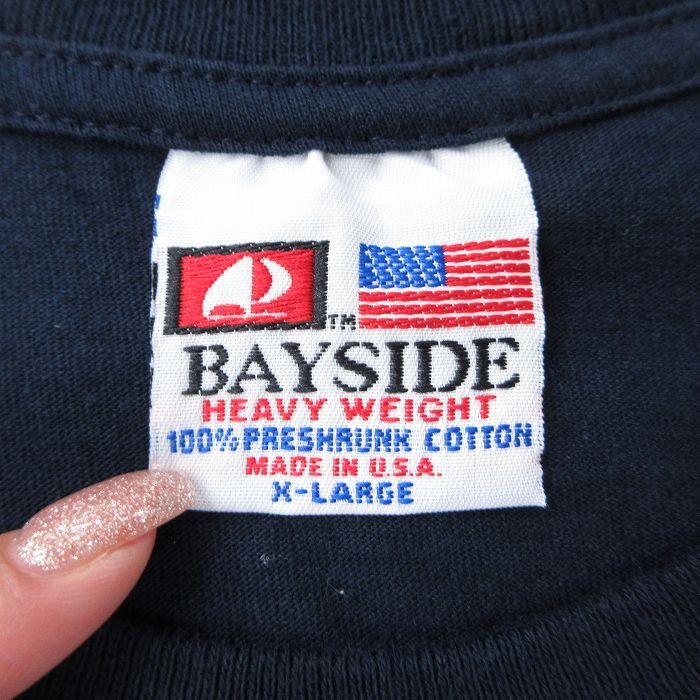 TM
BAYSIDE
HEAVY WEIGHT
100% PRESHRUNK COTTON
MADE IN U.S.A.
X-LARGE